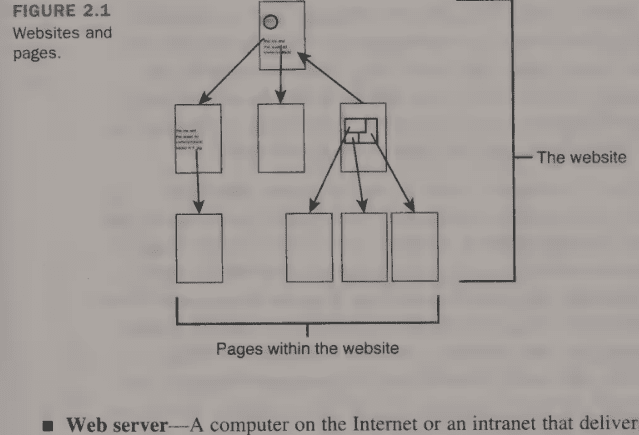 FIGURE 2.1
Websites and
pages.
The website
Pages within the website
■ Web server—A computer on the Internet or an intranet that deliver